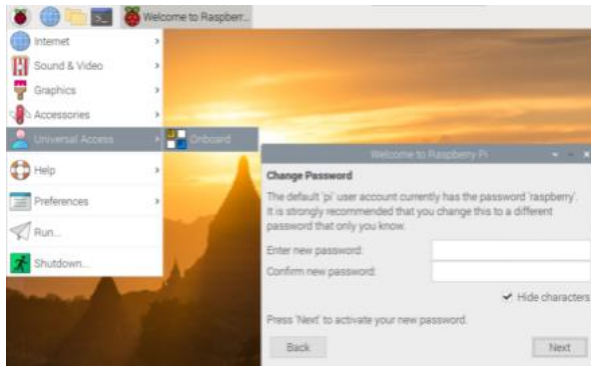 Welcome to Raspberr...
Internet
Sound & Video
Graphics
Accessories
Universal Access
Onboard
Help
Preferences
Run...
Shutdown...
Welcome to Raspberry Pi
Change Password
The default 'pi' user account currently has the password 'raspberry'.
It is strongly recommended that you change this to a different
password that only you know.
Enter new password:
Confirm new password:
Hide characters
Press 'Next' to activate your new password.
Back
Next